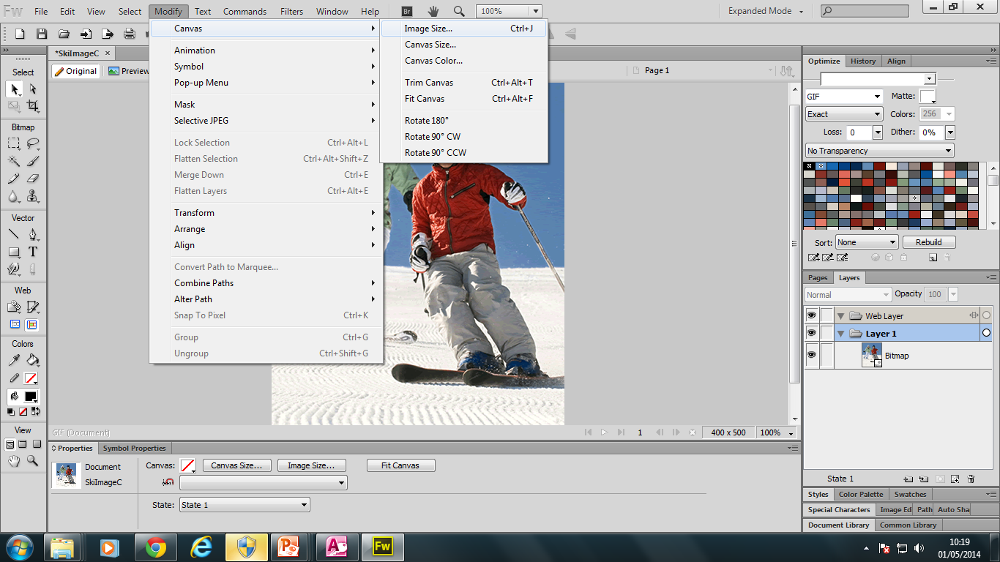 Fw File Edit View Select Modify Text Commands Filters Window Help Br 100% Expanded Mode
*SkiImageC
Original Preview
Page 1
Canvas
Animation
Symbol
Pop-up Menu
Mask
Selective JPEG
Lock Selection Ctrl+Alt+L
Flatten Selection Ctrl+Alt+Shift+Z
Merge Down Ctrl+E
Flatten Layers Ctrl+Alt+E
Transform
Arrange
Align
Convert Path to Marquee...
Combine Paths
Alter Path
Snap To Pixel Ctrl+K
Group Ctrl+G
Ungroup Ctrl+Shift+G
Image Size... Ctrl+J
Canvas Size...
Canvas Color...
Trim Canvas Ctrl+Alt+T
Fit Canvas Ctrl+Alt+F
Rotate 180°
Rotate 90° CW
Rotate 90° CCW
Select
Bitmap
Vector
T
Web
Colors
View
GIF (Document)
1 400 x 500 100%
Properties Symbol Properties
Document
SkiImageC
Canvas: Canvas Size... Image Size... Fit Canvas
State: State 1
Optimize History Align
GIF Matte:
Exact Colors: 256
Loss: 0 Dither: 0%
No Transparency
Sort: None Rebuild
Pages Layers
Normal Opacity 100
Web Layer
Layer 1
Bitmap
State 1
Styles Color Palette Swatches
Special Characters Image Ed Path Auto Sha
Document Library Common Library
Fw
10:19
01/05/2014